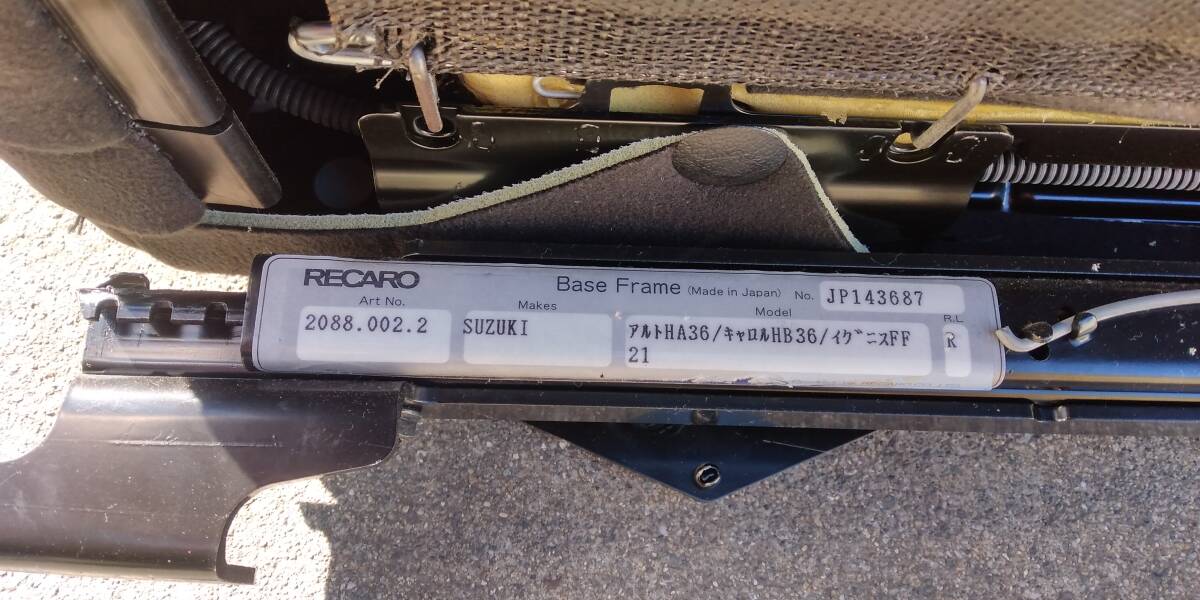 RECARO
Base Frame (Made in Japan) No. JP143687
Art No. Makes Model R.L
2088.002.2 SUZUKI ｱﾙﾄHA36/ｷｬﾛﾙHB36/ｲｸﾞﾆｽFF R
21